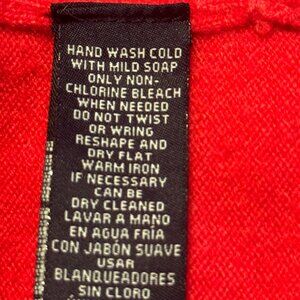 HAND WASH COLD
WITH MILD SOAP
ONLY NON-
CHLORINE BLEACH
WHEN NEEDED
DO NOT TWIST
OR WRING
RESHAPE AND
DRY FLAT
WARM IRON
IF NECESSARY
CAN BE
DRY CLEANED
LAVAR A MANO
EN AGUA FRÍA
CON JABÓN SUAVE
USAR
BLANQUEADORES
SIN CLORO